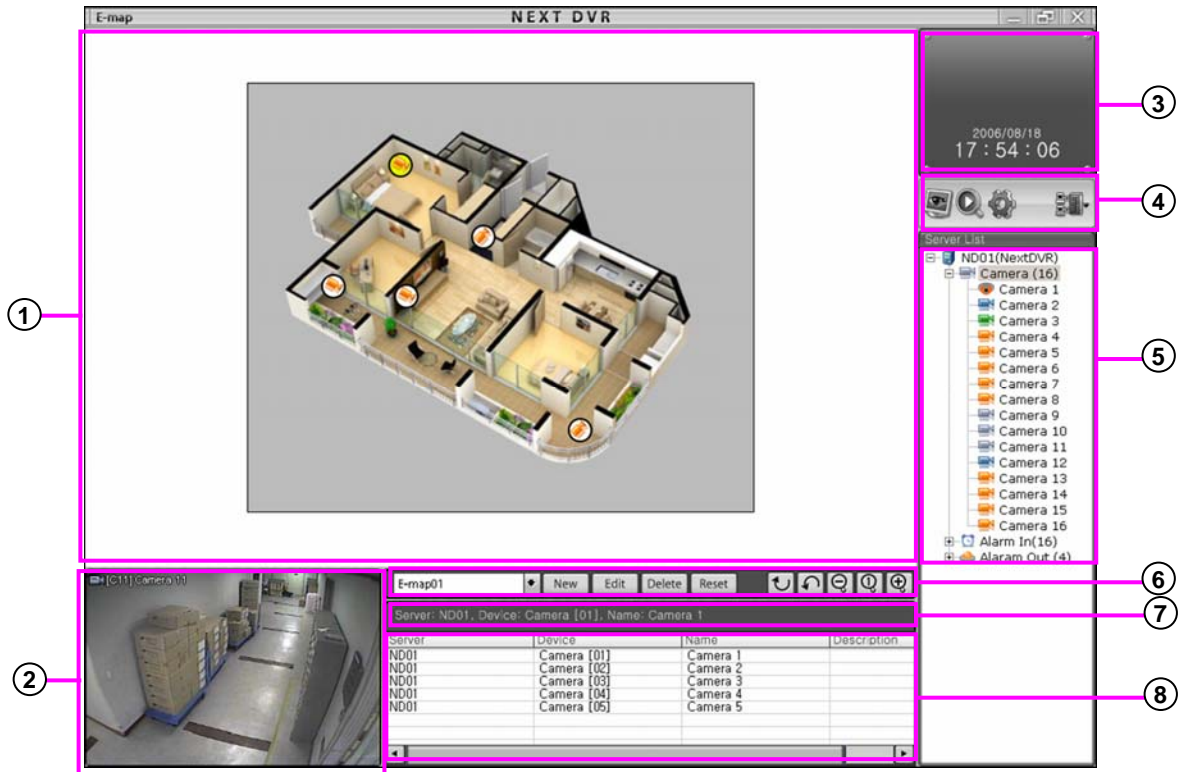 E-map
NEXT DVR
2006/08/18
17 : 54 : 06
Server List
ND01(NextDVR)
Camera (16)
Camera 1
Camera 2
Camera 3
Camera 4
Camera 5
Camera 6
Camera 7
Camera 8
Camera 9
Camera 10
Camera 11
Camera 12
Camera 13
Camera 14
Camera 15
Camera 16
Alarm In(16)
Alaram Out (4)
[C11] Camera 11
E-map01 New Edit Delete Reset
Server: ND01, Device: Camera [01], Name: Camera 1
Server Device Name Description
ND01 Camera [01] Camera 1
ND01 Camera [02] Camera 2
ND01 Camera [03] Camera 3
ND01 Camera [04] Camera 4
ND01 Camera [05] Camera 5
1
2
3
4
5
6
7
8